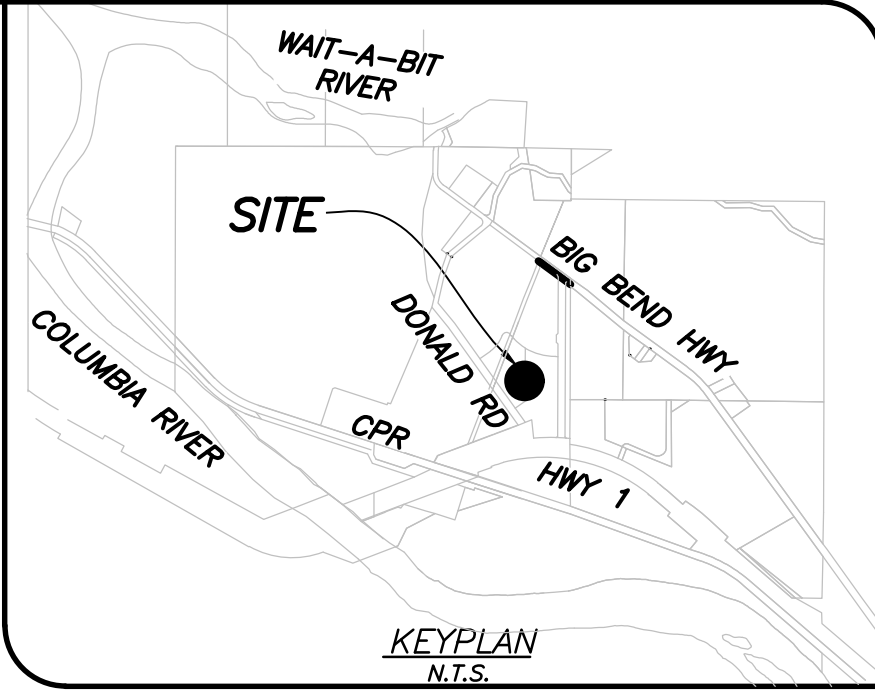 WAIT-A-BIT
RIVER
SITE
BIG BEND HWY
DONALD RD
COLUMBIA RIVER
CPR
HWY 1
KEYPLAN
N.T.S.